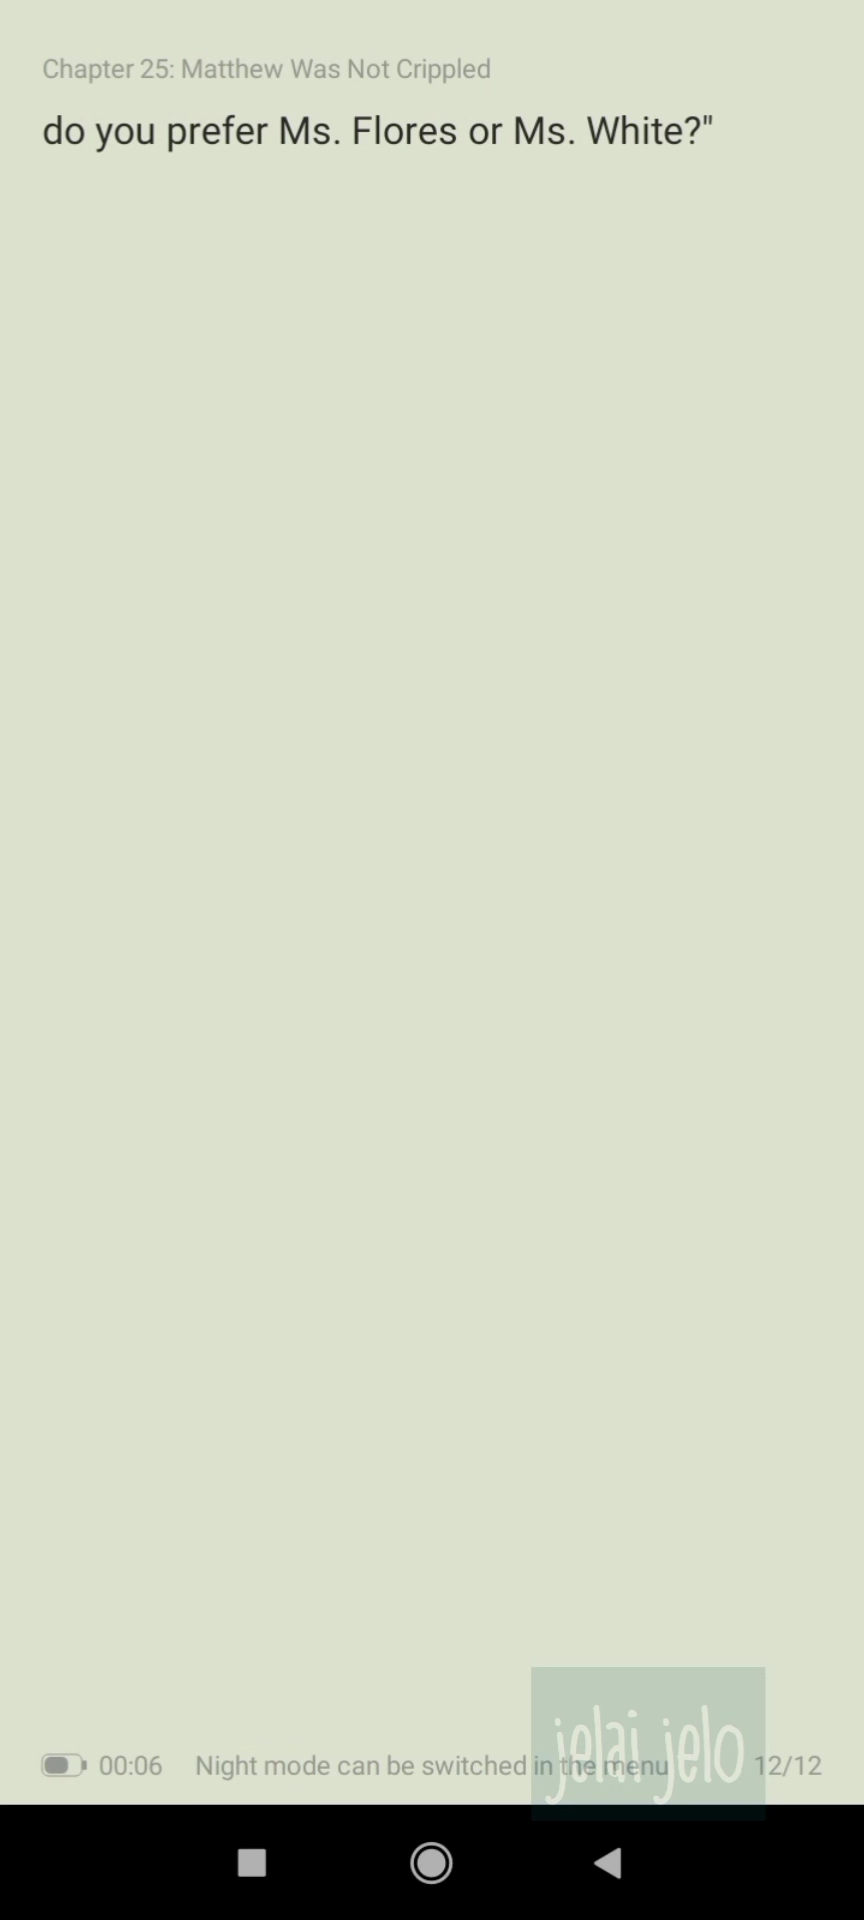 Chapter 25: Matthew Was Not Crippled
do you prefer Ms. Flores or Ms. White?"
00:06 Night mode can be switched in the menu 12/12
jelai jelo